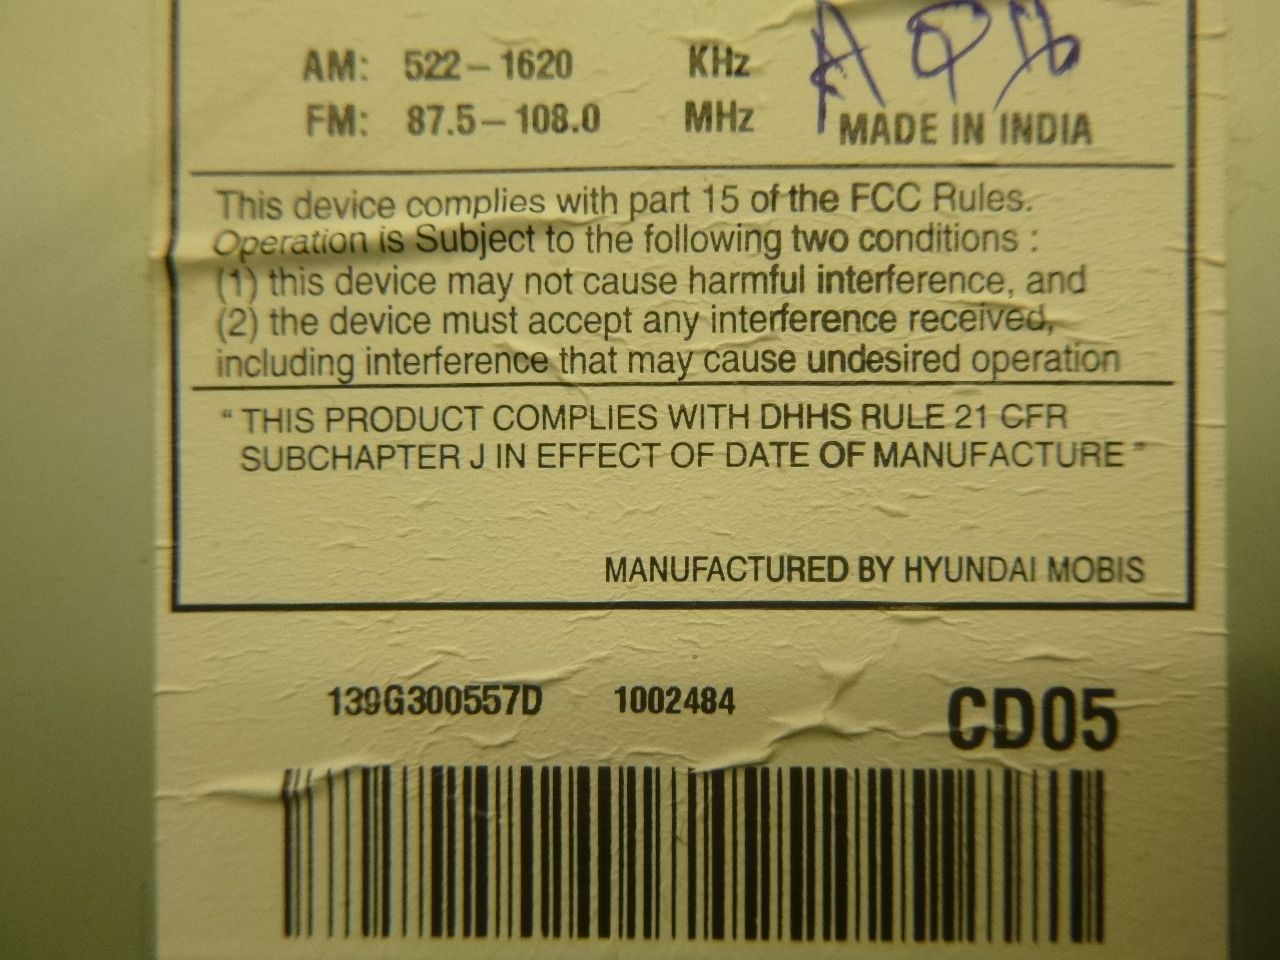 AM: 522–1620 KHz
FM: 87.5–108.0 MHz
MADE IN INDIA
This device complies with part 15 of the FCC Rules.
Operation is Subject to the following two conditions :
(1) this device may not cause harmful interference, and
(2) the device must accept any interference received,
including interference that may cause undesired operation
“ THIS PRODUCT COMPLIES WITH DHHS RULE 21 CFR
SUBCHAPTER J IN EFFECT OF DATE OF MANUFACTURE ”
MANUFACTURED BY HYUNDAI MOBIS
139G300557D 1002484 CD05